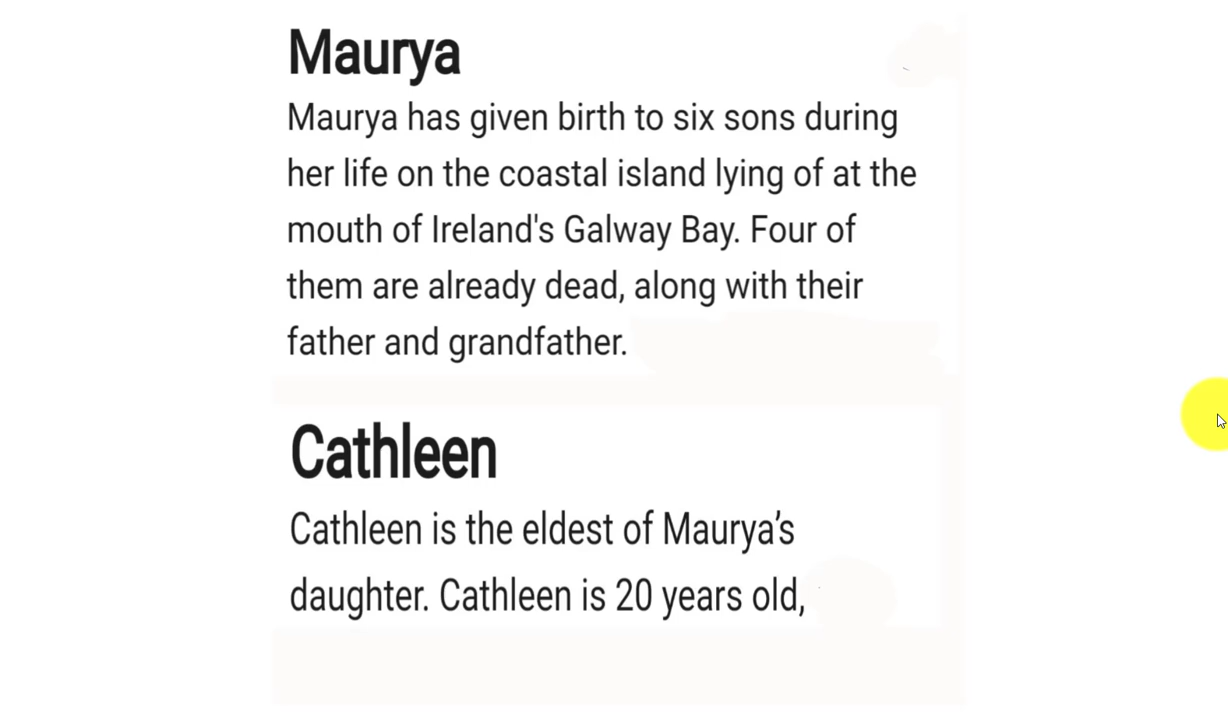 Maurya
Maurya has given birth to six sons during
her life on the coastal island lying of at the
mouth of Ireland's Galway Bay. Four of
them are already dead, along with their
father and grandfather.
Cathleen
Cathleen is the eldest of Maurya’s
daughter. Cathleen is 20 years old,